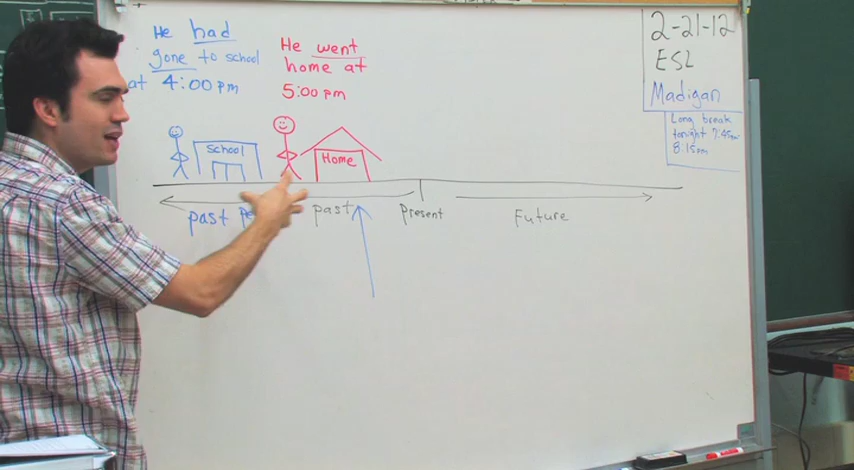 He had
gone to school
at 4:00 pm
He went
home at
5:00 pm
2-21-12
ESL
Madigan
Long break
tonight 7:45pm
8:15pm
School
Home
past
past
Present
Future